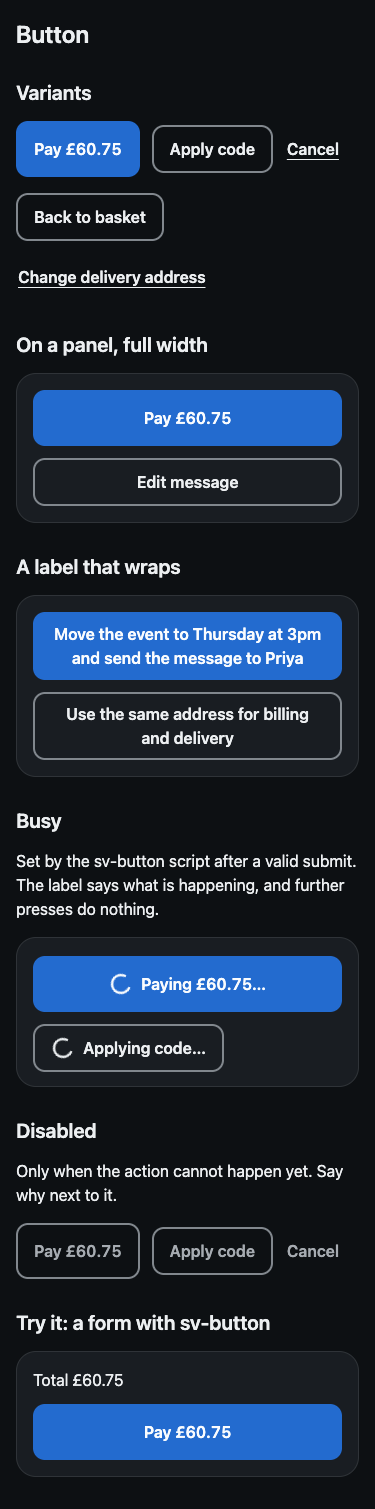 Button
Variants
Pay £60.75
Apply code
Cancel
Back to basket
Change delivery address
On a panel, full width
Pay £60.75
Edit message
A label that wraps
Move the event to Thursday at 3pm
and send the message to Priya
Use the same address for billing
and delivery
Busy
Set by the sv-button script after a valid submit.
The label says what is happening, and further
presses do nothing.
Paying £60.75...
Applying code...
Disabled
Only when the action cannot happen yet. Say
why next to it.
Pay £60.75
Apply code
Cancel
Try it: a form with sv-button
Total £60.75
Pay £60.75